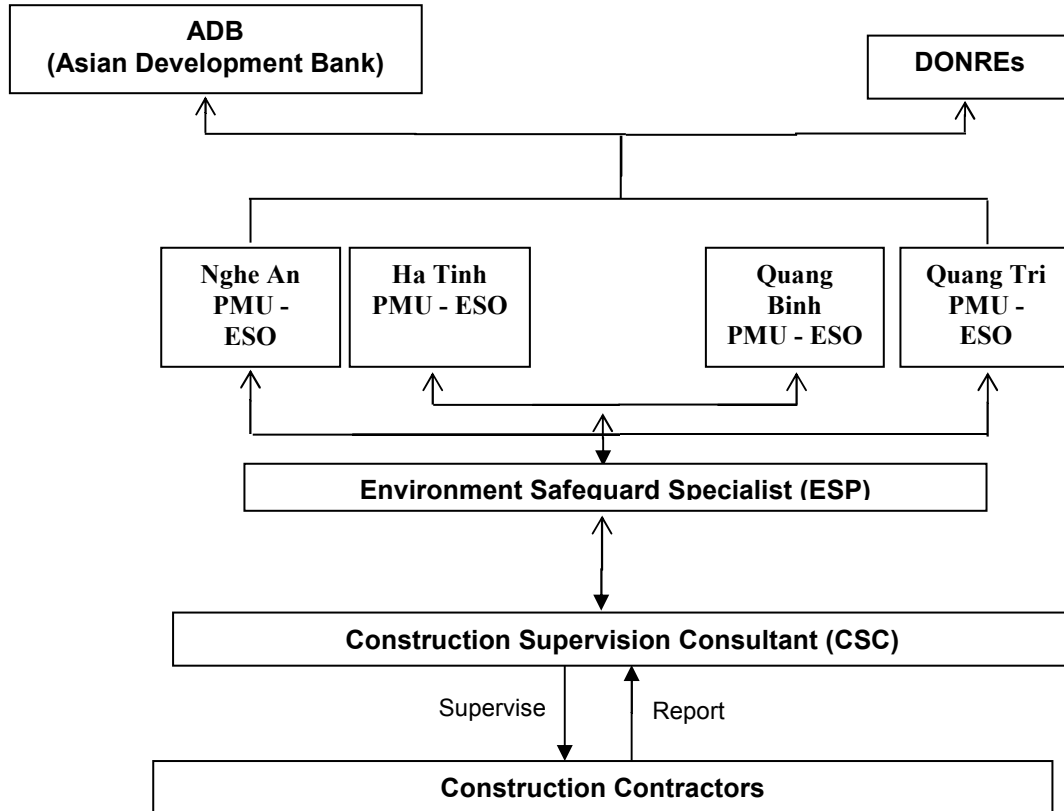 ADB
(Asian Development Bank)
DONREs
Nghe An
PMU -
ESO
Ha Tinh
PMU - ESO
Quang
Binh
PMU - ESO
Quang Tri
PMU -
ESO
Environment Safeguard Specialist (ESP)
Construction Supervision Consultant (CSC)
Supervise
Report
Construction Contractors